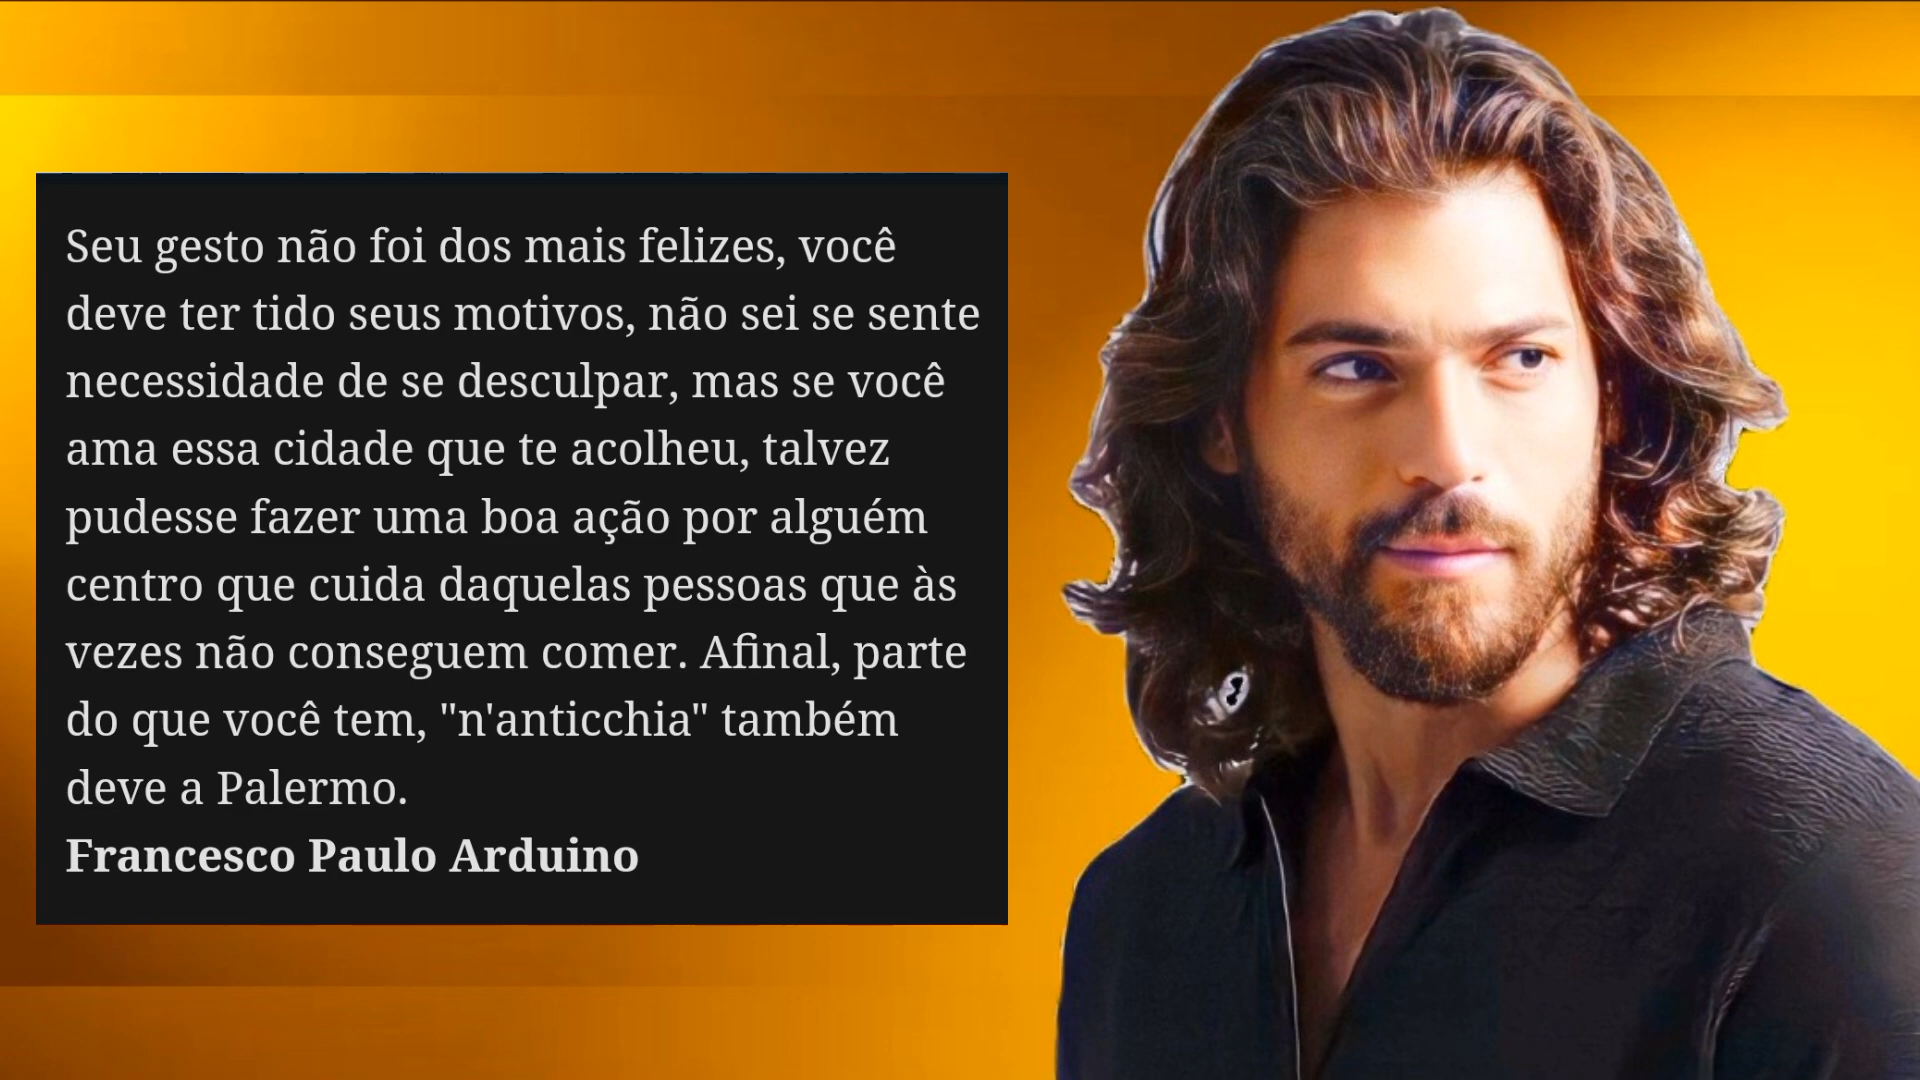 Seu gesto não foi dos mais felizes, você
deve ter tido seus motivos, não sei se sente
necessidade de se desculpar, mas se você
ama essa cidade que te acolheu, talvez
pudesse fazer uma boa ação por alguém
centro que cuida daquelas pessoas que às
vezes não conseguem comer. Afinal, parte
do que você tem, "n'anticchia" também
deve a Palermo.
Francesco Paulo Arduino